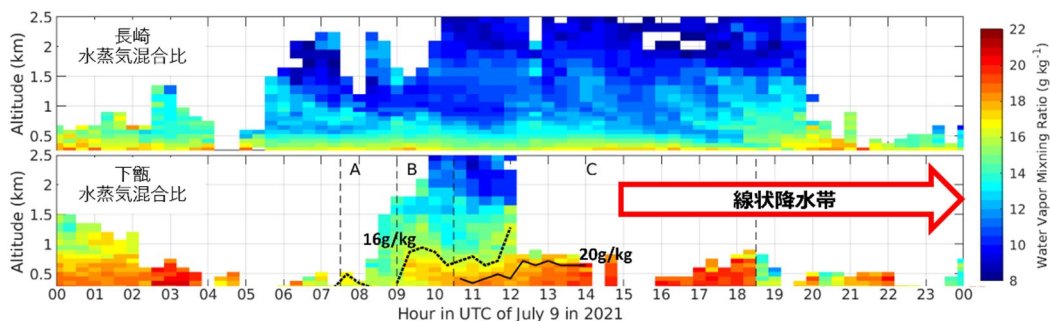 2.5
2
1.5
1
0.5
Altitude (km)
長崎
水蒸気混合比
2.5
2
1.5
1
0.5
Altitude (km)
下甑
水蒸気混合比
A
B
C
16g/kg
20g/kg
線状降水帯
00 01 02 03 04 05 06 07 08 09 10 11 12 13 14 15 16 17 18 19 20 21 22 23 00
Hour in UTC of July 9 in 2021
22
20
18
16
14
12
10
8
Water Vapor Mixning Ratio (g kg⁻¹)